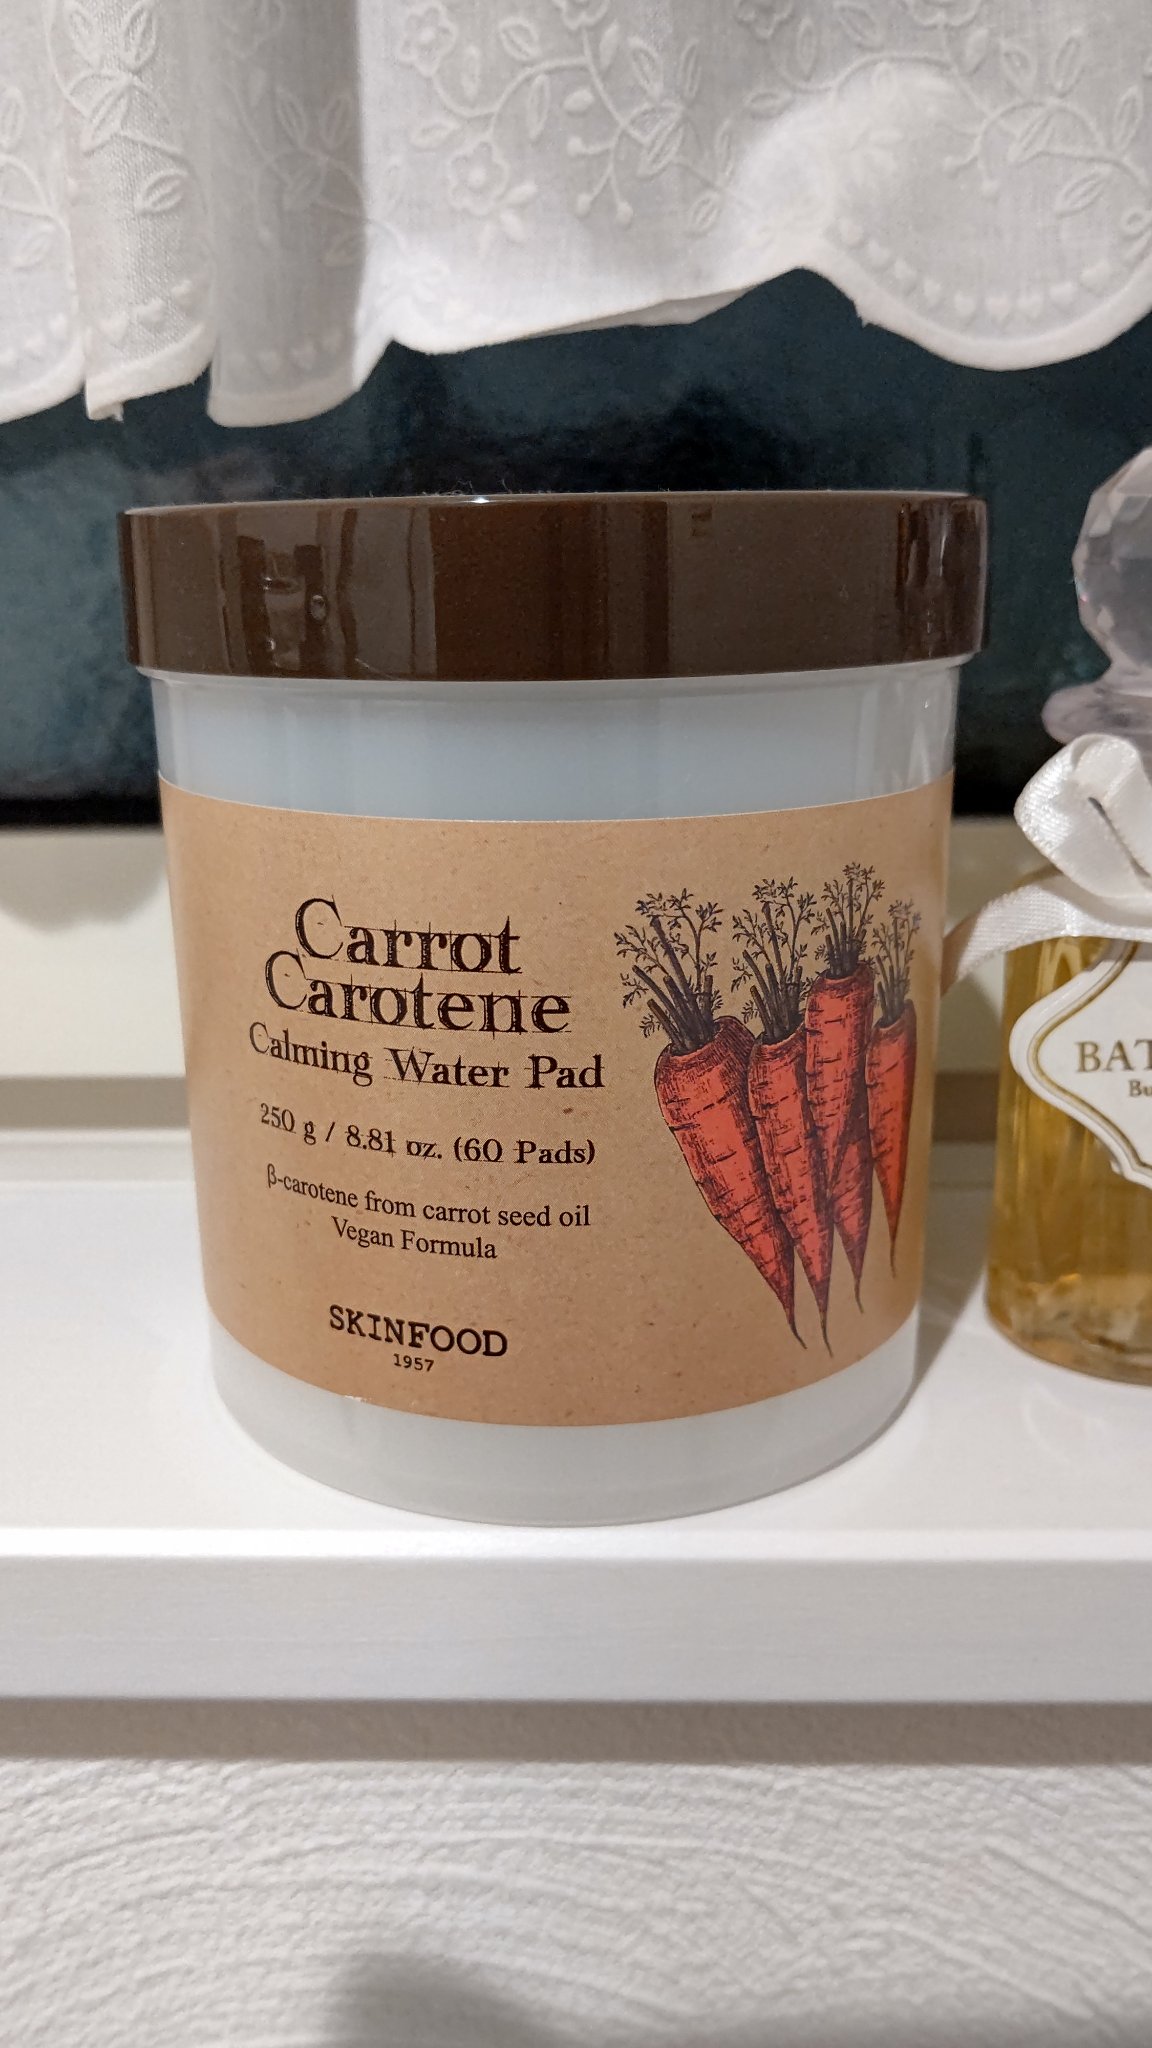 Carrot
Carotene
Calming Water Pad
250 g / 8.81 oz. (60 Pads)
β-carotene from carrot seed oil
Vegan Formula
SKINFOOD
1957